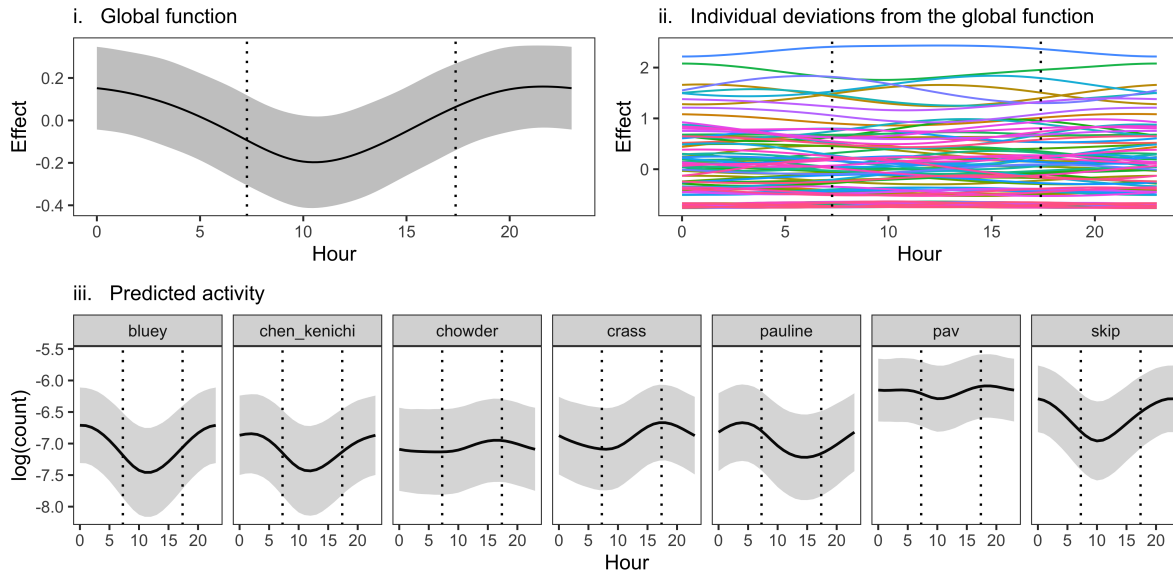 i. Global function
ii. Individual deviations from the global function
Effect
0.2
0.0
-0.2
-0.4
0 5 10 15 20
Hour
Effect
2
1
0
0 5 10 15 20
Hour
iii. Predicted activity
bluey chen_kenichi chowder crass pauline pav skip
log(count)
-5.5
-6.0
-6.5
-7.0
-7.5
-8.0
0 5 10 15 20 0 5 10 15 20 0 5 10 15 20 0 5 10 15 20 0 5 10 15 20 0 5 10 15 20 0 5 10 15 20
Hour